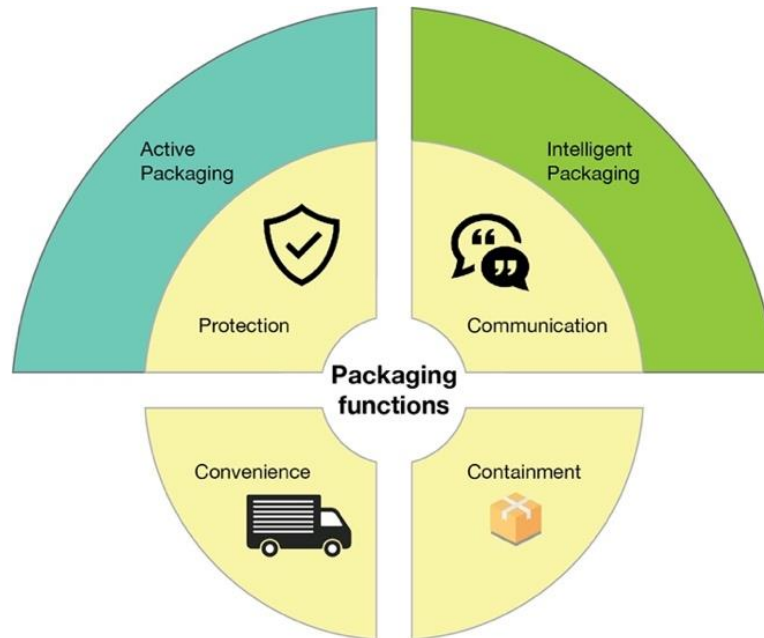 Active
Packaging
Intelligent
Packaging
Protection
Communication
Packaging
functions
Convenience
Containment